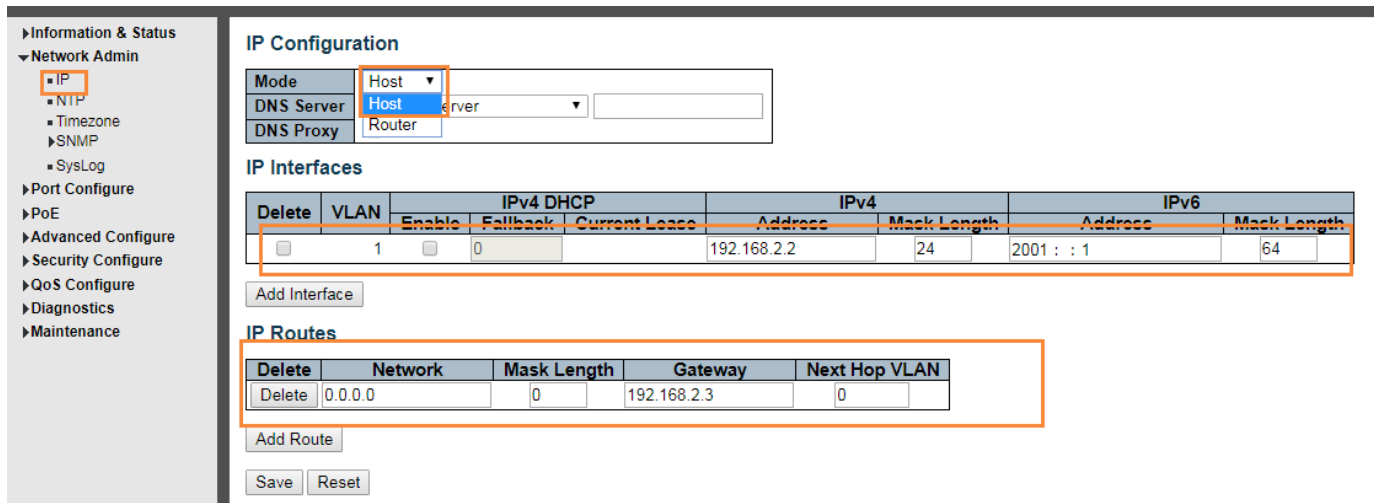 Information & Status
Network Admin
IP
NTP
Timezone
SNMP
SysLog
Port Configure
PoE
Advanced Configure
Security Configure
QoS Configure
Diagnostics
Maintenance
IP Configuration
Mode Host
DNS Server Host erver
DNS Proxy Router
IP Interfaces
Delete VLAN IPv4 DHCP IPv4 IPv6
Enable Fallback Current Lease Address Mask Length Address Mask Length
1 0 192.168.2.2 24 2001 : : 1 64
Add Interface
IP Routes
Delete Network Mask Length Gateway Next Hop VLAN
Delete 0.0.0.0 0 192.168.2.3 0
Add Route
Save Reset